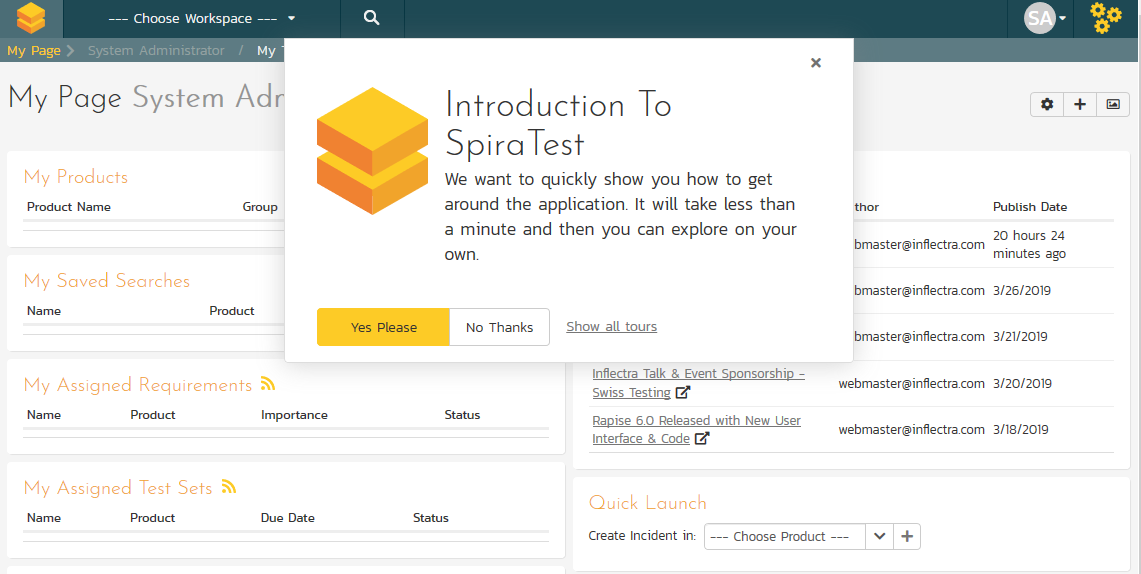 --- Choose Workspace ---
SA
My Page System Administrator / My
My Page System Adm
Introduction To
SpiraTest
We want to quickly show you how to get
around the application. It will take less than
a minute and then you can explore on your
own.
Yes Please No Thanks Show all tours
My Products
Product Name Group
My Saved Searches
Name Product
My Assigned Requirements
Name Product Importance Status
My Assigned Test Sets
Name Product Due Date Status
thor Publish Date
bmaster@inflectra.com 20 hours 24
minutes ago
bmaster@inflectra.com 3/26/2019
bmaster@inflectra.com 3/21/2019
Inflectra Talk & Event Sponsorship -
Swiss Testing webmaster@inflectra.com 3/20/2019
Rapise 6.0 Released with New User
Interface & Code webmaster@inflectra.com 3/18/2019
Quick Launch
Create Incident in: --- Choose Product ---